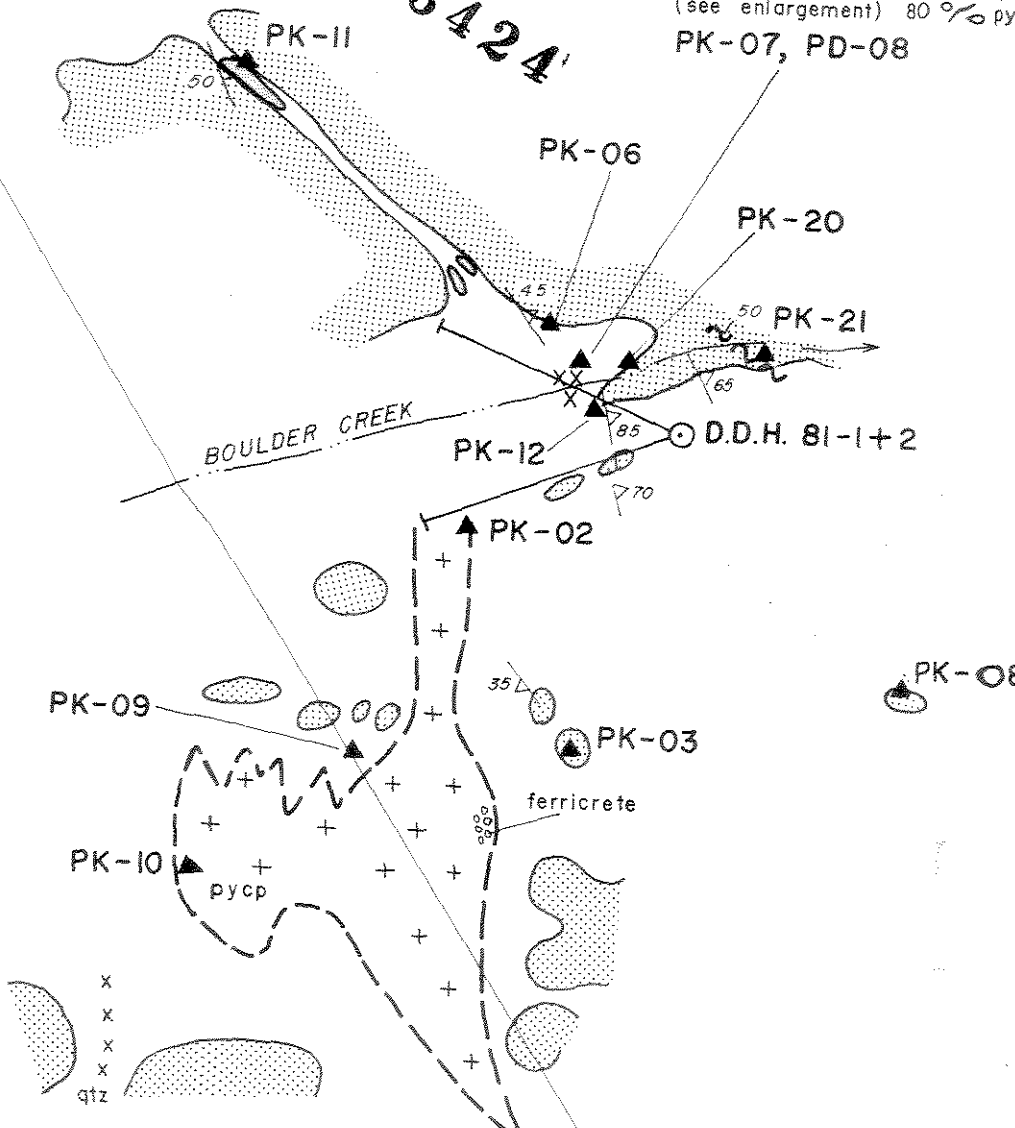 (see enlargement) 80 % py
PK-11
8424
PK-07, PD-08
50
PK-06
PK-20
45
50
PK-21
65
BOULDER CREEK
85
D.D.H. 81-1+2
PK-12
70
PK-02
PK-08
35
PK-09
PK-03
ferricrete
PK-10
pycp
x
x
x
x
qtz